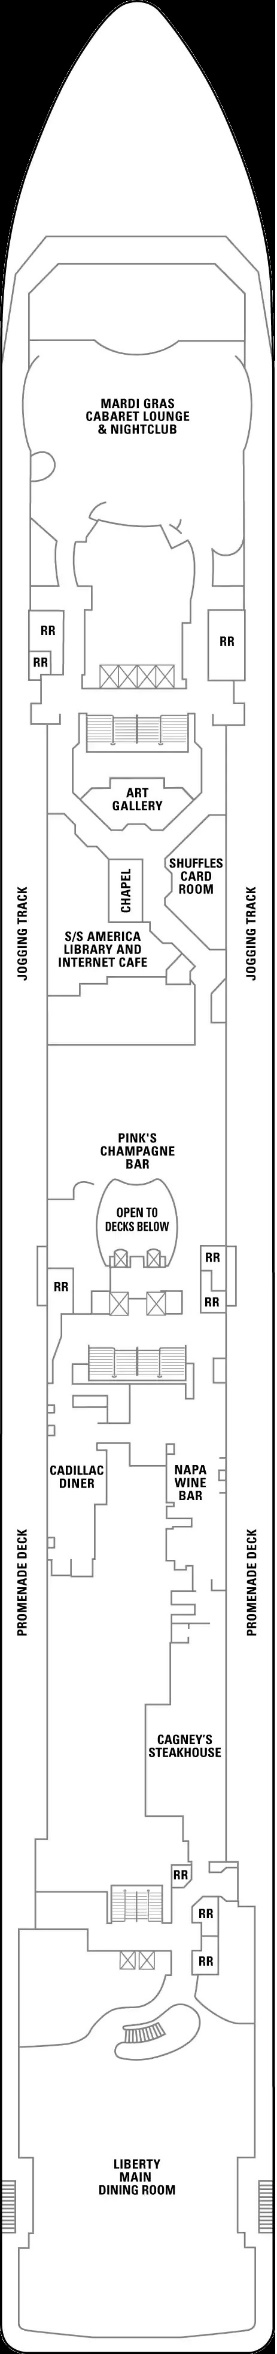 MARDI GRAS
CABARET LOUNGE
& NIGHTCLUB
RR
RR
RR
ART
GALLERY
SHUFFLES
CARD
ROOM
CHAPEL
JOGGING TRACK
JOGGING TRACK
S/S AMERICA
LIBRARY AND
INTERNET CAFE
PINK'S
CHAMPAGNE
BAR
OPEN TO
DECKS BELOW
RR
RR
RR
CADILLAC
DINER
NAPA
WINE
BAR
PROMENADE DECK
PROMENADE DECK
CAGNEY'S
STEAKHOUSE
RR
RR
RR
LIBERTY
MAIN
DINING ROOM